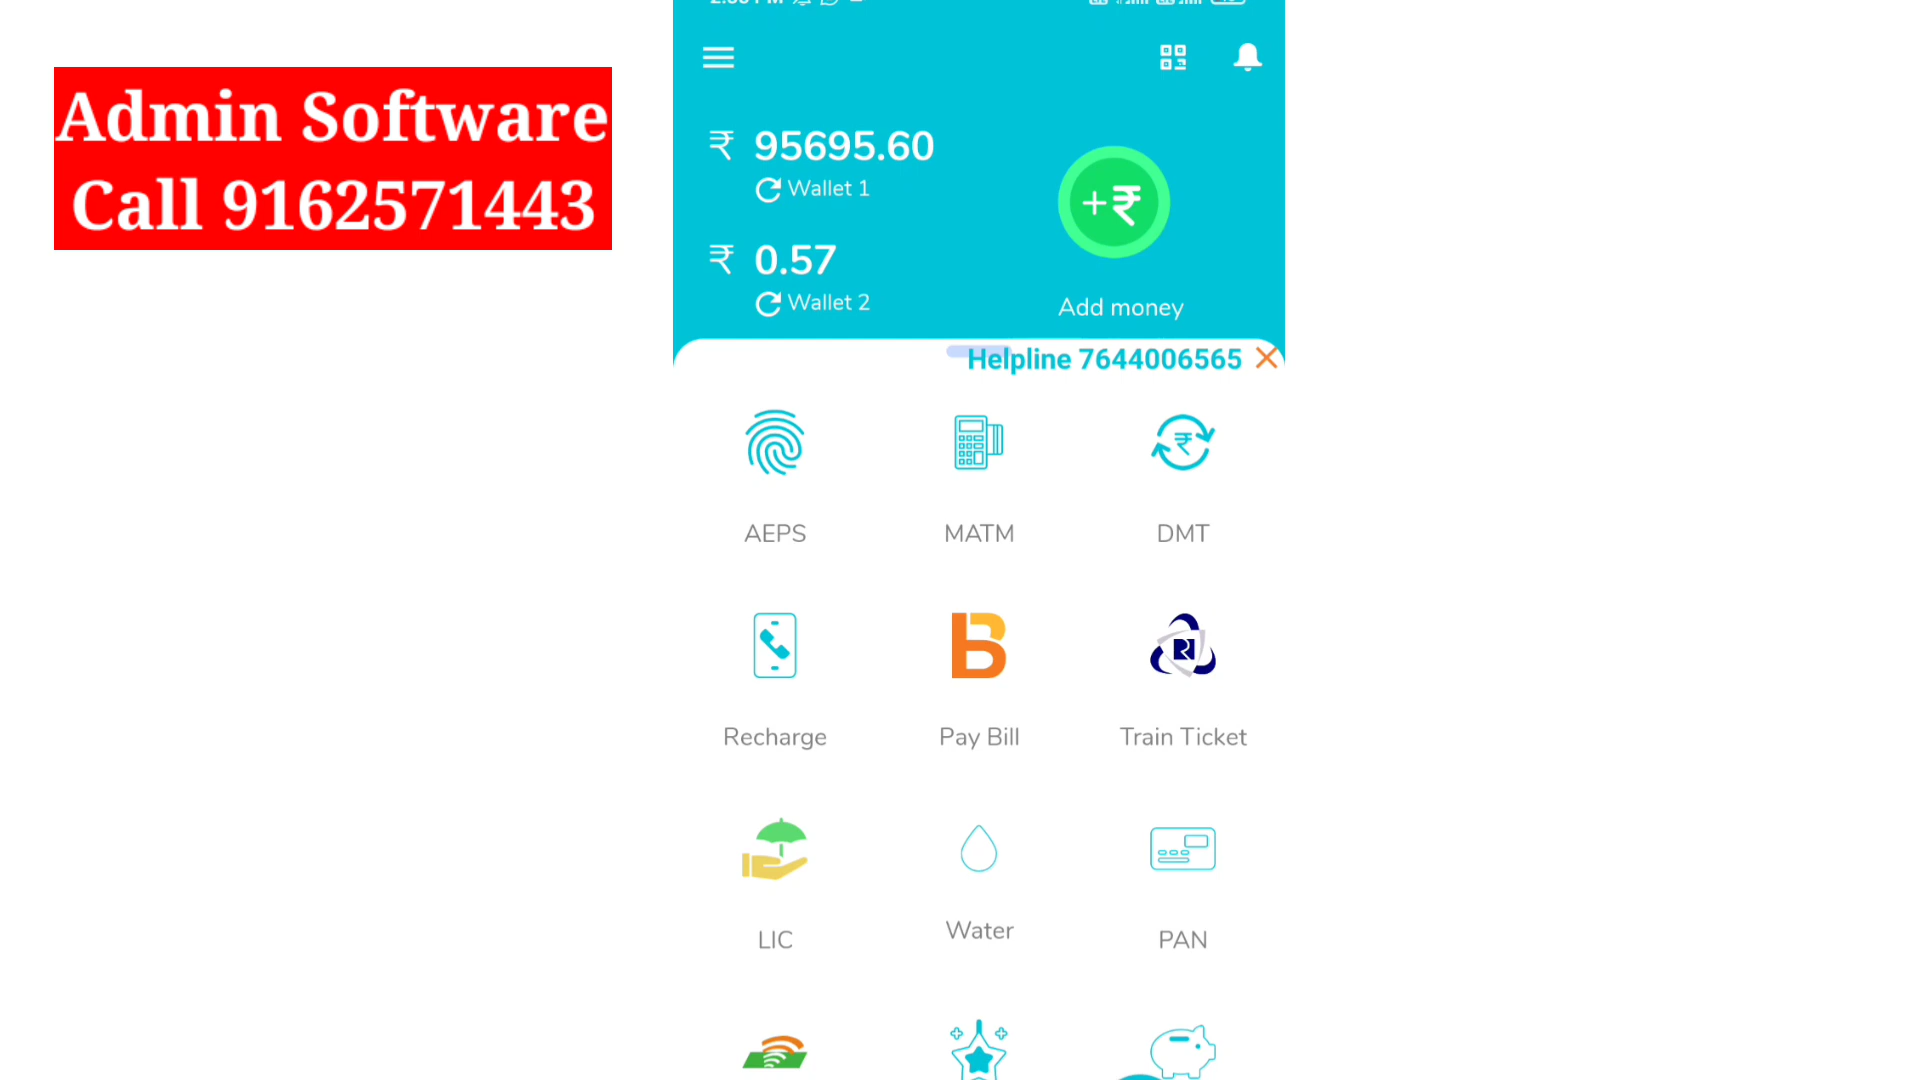 Admin Software
Call 9162571443
₹ 95695.60
Wallet 1
+₹
₹ 0.57
Wallet 2
Add money
Helpline 7644006565
AEPS
MATM
DMT
Recharge
Pay Bill
Train Ticket
LIC
Water
PAN